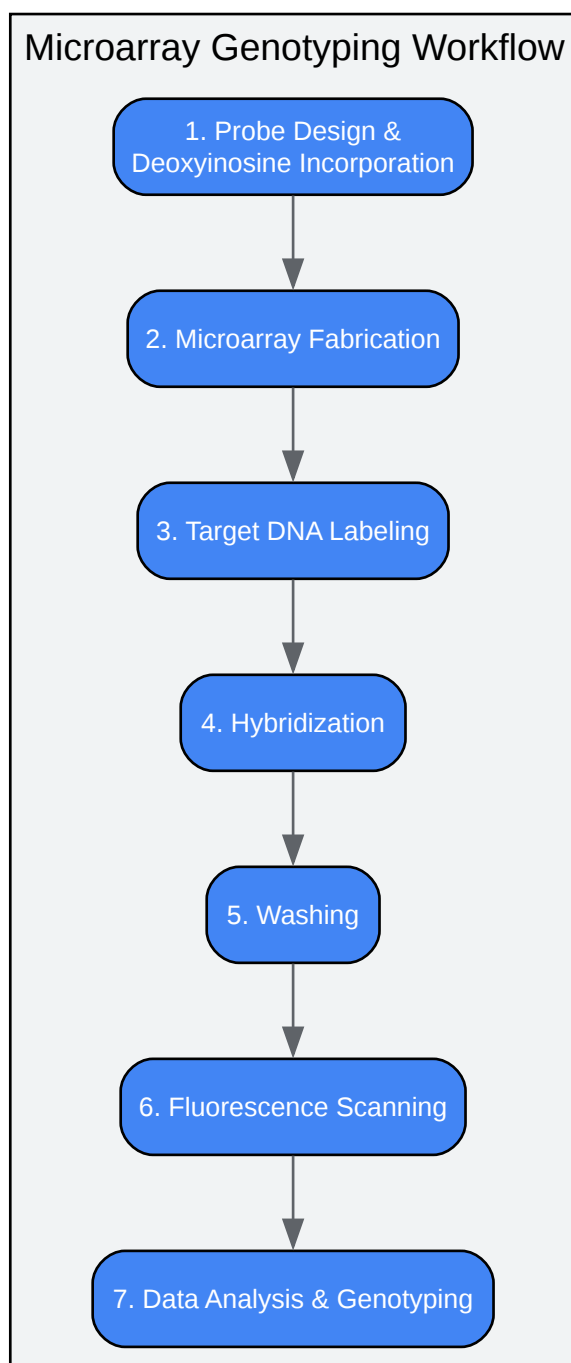 Microarray Genotyping Workflow
1. Probe Design &
Deoxyinosine Incorporation
2. Microarray Fabrication
3. Target DNA Labeling
4. Hybridization
5. Washing
6. Fluorescence Scanning
7. Data Analysis & Genotyping